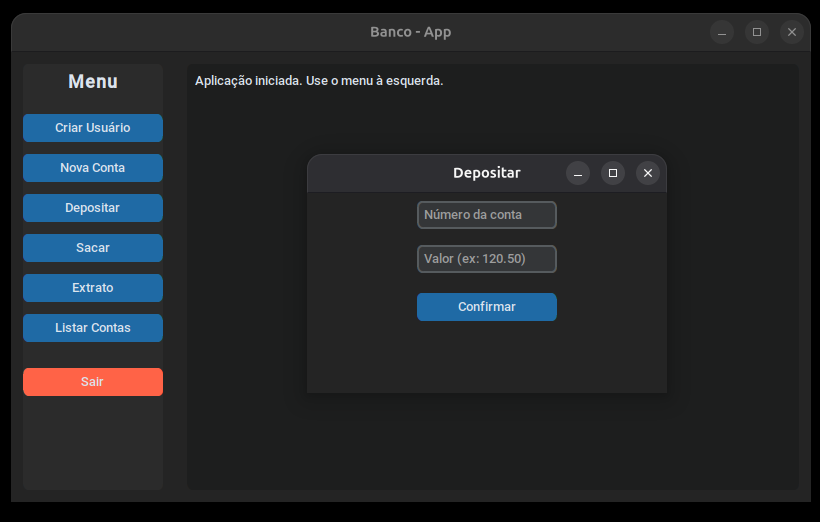 Banco - App
Menu
Criar Usuário
Nova Conta
Depositar
Sacar
Extrato
Listar Contas
Sair
Aplicação iniciada. Use o menu à esquerda.
Depositar
Número da conta
Valor (ex: 120.50)
Confirmar